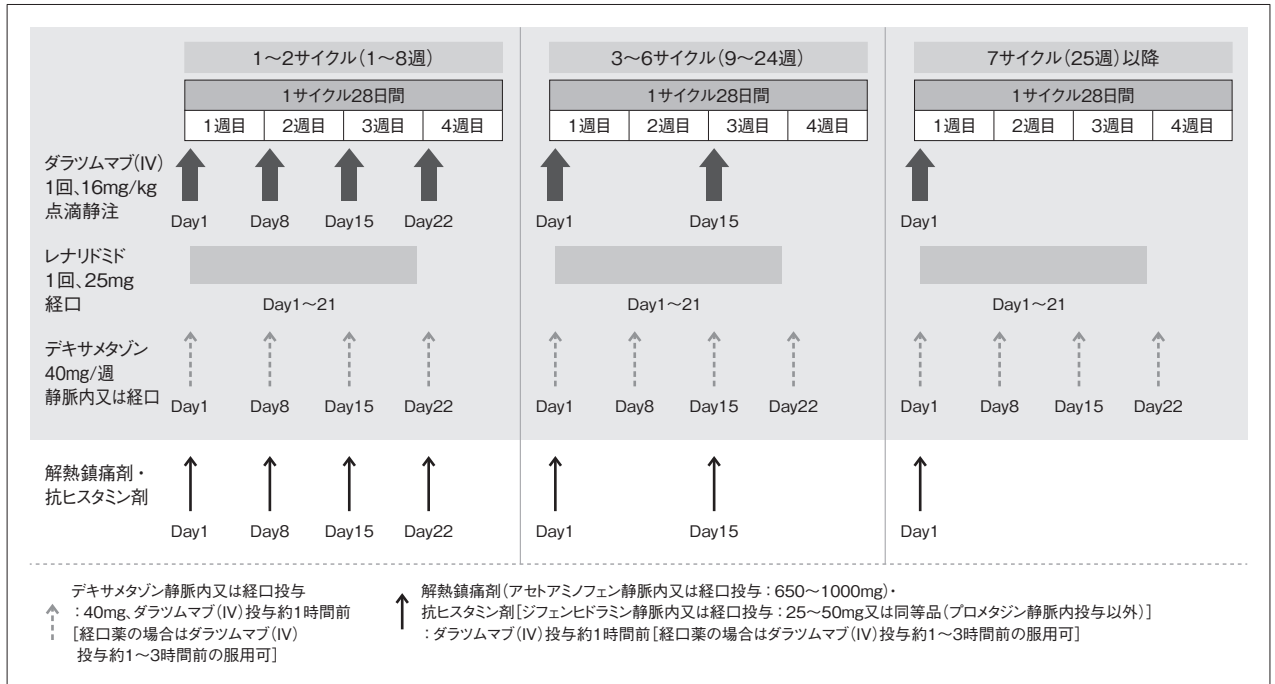 1〜2サイクル(1〜8週)
3〜6サイクル(9〜24週)
7サイクル(25週)以降
1サイクル28日間
1サイクル28日間
1サイクル28日間
1週目 2週目 3週目 4週目
1週目 2週目 3週目 4週目
1週目 2週目 3週目 4週目
ダラツムマブ(IV)
1回、16mg/kg
点滴静注
Day1 Day8 Day15 Day22
Day1 Day15
Day1
レナリドミド
1回、25mg
経口
Day1〜21
Day1〜21
Day1〜21
デキサメタゾン
40mg/週
静脈内又は経口
Day1 Day8 Day15 Day22
Day1 Day8 Day15 Day22
Day1 Day8 Day15 Day22
解熱鎮痛剤・
抗ヒスタミン剤
Day1 Day8 Day15 Day22
Day1 Day15
Day1
デキサメタゾン静脈内又は経口投与
:40mg、ダラツムマブ(IV)投与約1時間前
[経口薬の場合はダラツムマブ(IV)
投与約1〜3時間前の服用可]
解熱鎮痛剤(アセトアミノフェン静脈内又は経口投与:650〜1000mg)・
抗ヒスタミン剤[ジフェンヒドラミン静脈内又は経口投与:25〜50mg又は同等品(プロメタジン静脈内投与以外)]
:ダラツムマブ(IV)投与約1時間前[経口薬の場合はダラツムマブ(IV)投与約1〜3時間前の服用可]